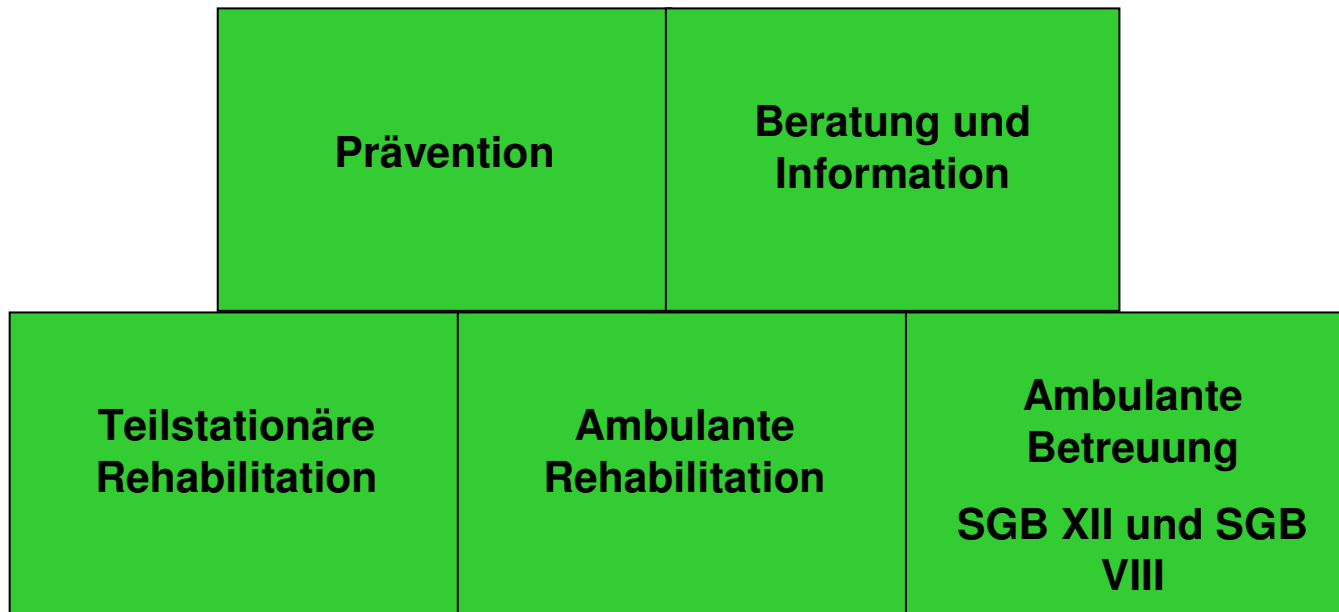 Prävention
Beratung und
Information
Teilstationäre
Rehabilitation
Ambulante
Rehabilitation
Ambulante
Betreuung
SGB XII und SGB
VIII